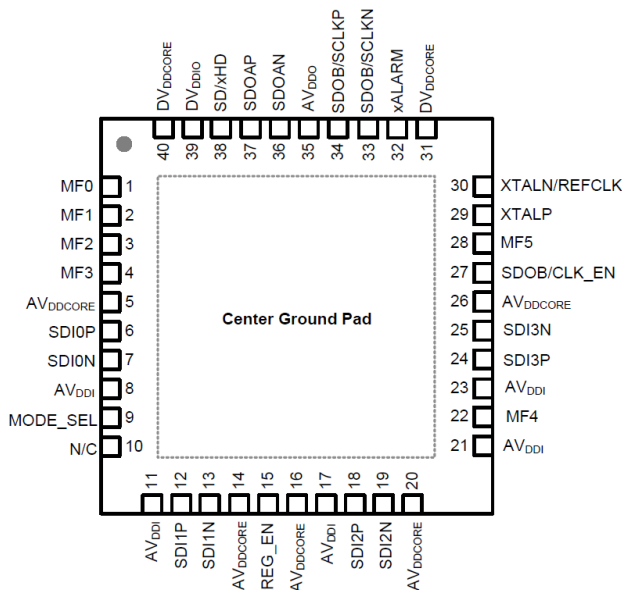 DVDDCORE
DVDDIO
SD/xHD
SDOAP
SDOAN
AVDDO
SDOB/SCLKP
SDOB/SCLKN
xALARM
DVDDCORE
40
39
38
37
36
35
34
33
32
31
MF0 1
MF1 2
MF2 3
MF3 4
AVDDCORE 5
SDI0P 6
SDI0N 7
AVDDI 8
MODE_SEL 9
N/C 10
Center Ground Pad
30 XTALN/REFCLK
29 XTALP
28 MF5
27 SDOB/CLK_EN
26 AVDDCORE
25 SDI3N
24 SDI3P
23 AVDDI
22 MF4
21 AVDDI
11
12
13
14
15
16
17
18
19
20
AVDDI
SDI1P
SDI1N
AVDDCORE
REG_EN
AVDDCORE
AVDDI
SDI2P
SDI2N
AVDDCORE